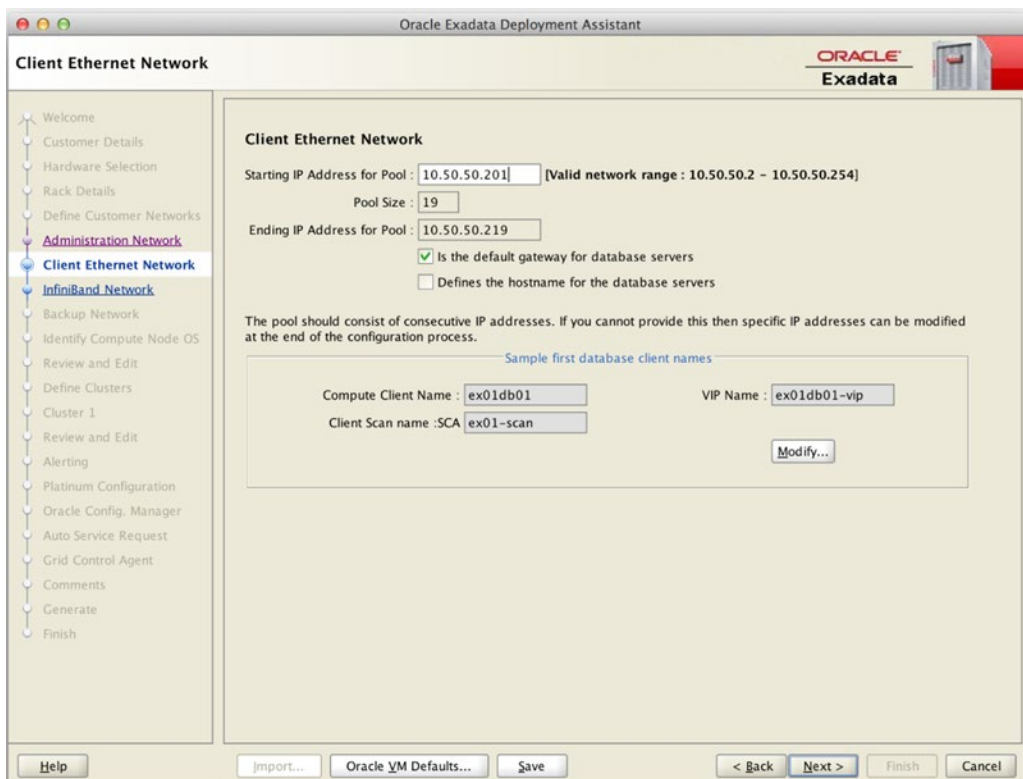 Oracle Exadata Deployment Assistant
Client Ethernet Network
ORACLE
Exadata
Welcome
Customer Details
Hardware Selection
Rack Details
Define Customer Networks
Administration Network
Client Ethernet Network
InfiniBand Network
Backup Network
Identify Compute Node OS
Review and Edit
Define Clusters
Cluster 1
Review and Edit
Alerting
Platinum Configuration
Oracle Config. Manager
Auto Service Request
Grid Control Agent
Comments
Generate
Finish
Client Ethernet Network
Starting IP Address for Pool : 10.50.50.201 [Valid network range : 10.50.50.2 - 10.50.50.254]
Pool Size : 19
Ending IP Address for Pool : 10.50.50.219
Is the default gateway for database servers
Defines the hostname for the database servers
The pool should consist of consecutive IP addresses. If you cannot provide this then specific IP addresses can be modified
at the end of the configuration process.
Sample first database client names
Compute Client Name : ex01db01 VIP Name : ex01db01-vip
Client Scan name :SCA ex01-scan
Modify...
Help Import... Oracle VM Defaults... Save < Back Next > Finish Cancel